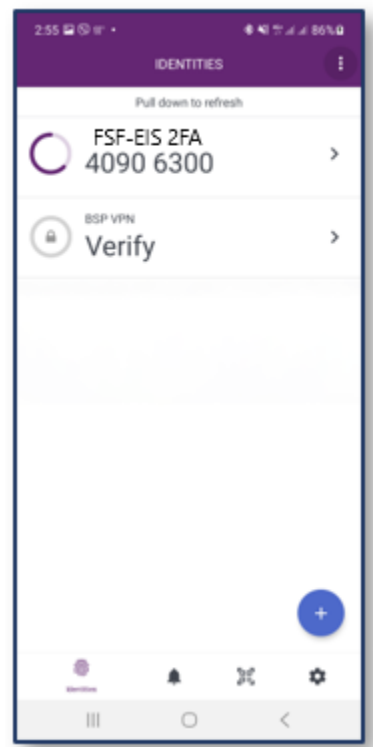 2:55
86%
IDENTITIES
Pull down to refresh
FSF-EIS 2FA
4090 6300
BSP VPN
Verify
+
Identities